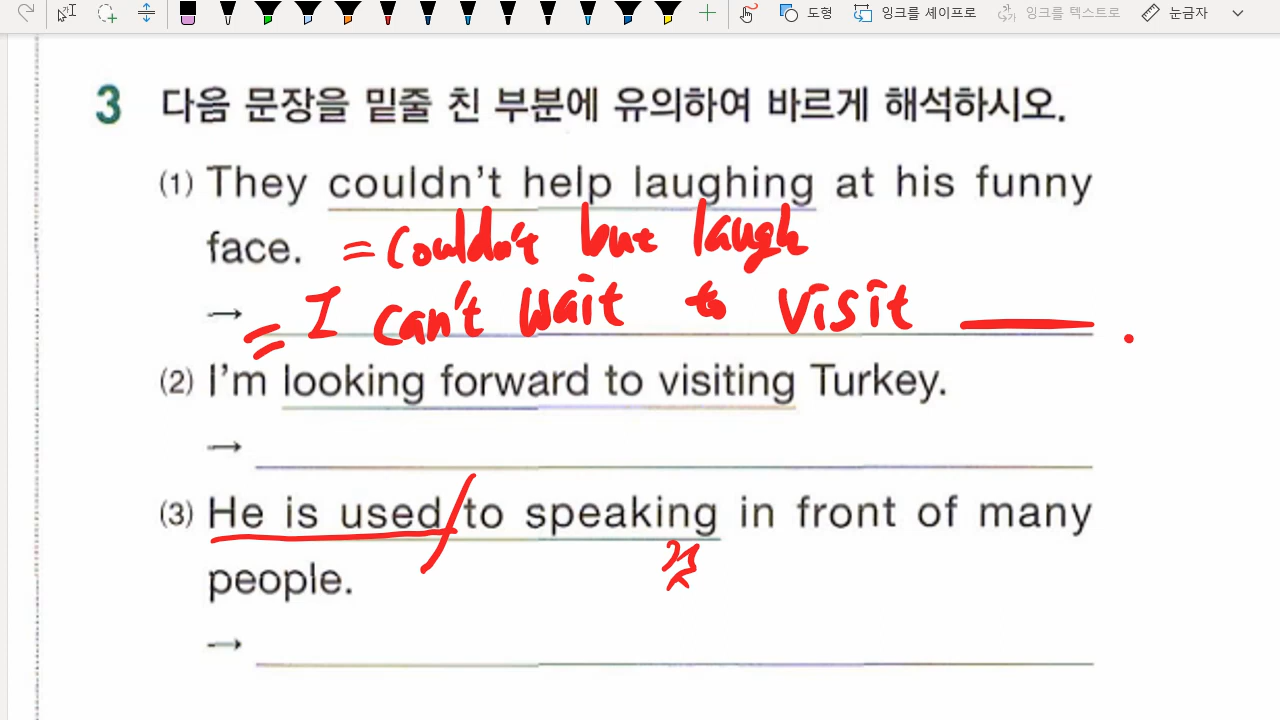 도형 잉크를 셰이프로 잉크를 텍스트로 눈금자
3 다음 문장을 밑줄 친 부분에 유의하여 바르게 해석하시오.
(1) They couldn't help laughing at his funny
face. = couldn't but laugh
→ = I can't wait to visit ____ .
(2) I'm looking forward to visiting Turkey.
→
(3) He is used / to speaking in front of many
것
people.
→